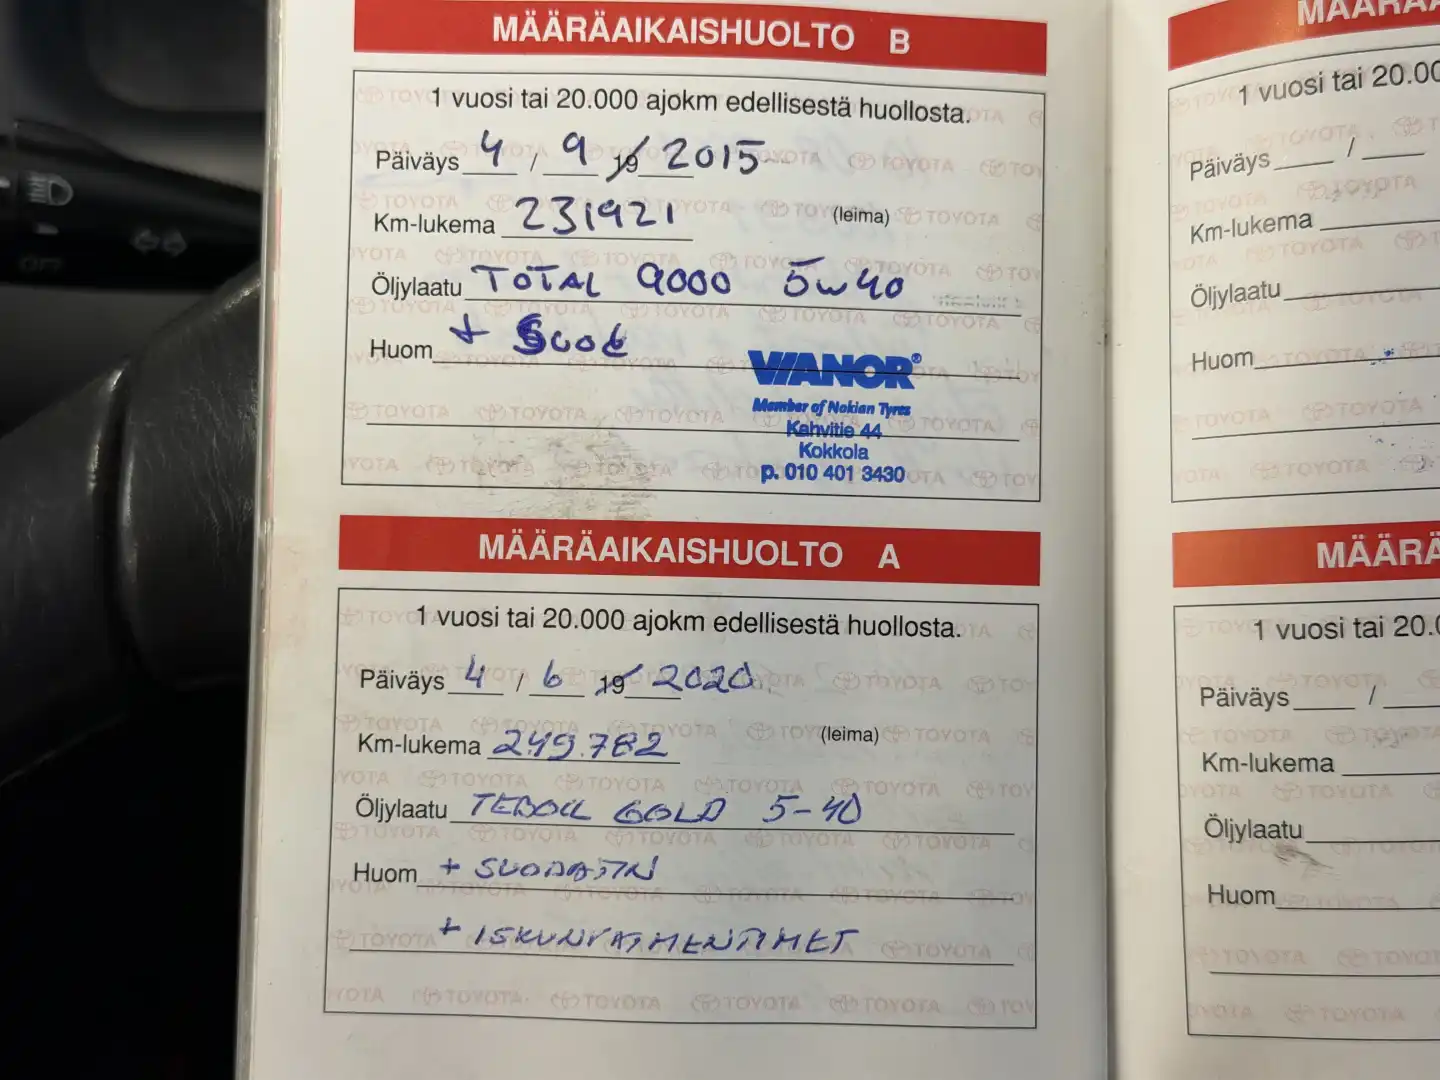 MÄÄRÄAIKAISHUOLTO B
1 vuosi tai 20.000 ajokm edellisestä huollosta.
Päiväys 4 / 9 19 2015
Km-lukema 231921 (leima)
Öljylaatu TOTAL 9000 5w40
Huom + Suod
VIANOR®
Member of Nokian Tyres
Kahvitie 44
Kokkola
p. 010 401 3430
MÄÄRÄAIKAISHUOLTO A
1 vuosi tai 20.000 ajokm edellisestä huollosta.
Päiväys 4 / 6 19 2020
Km-lukema 249.782 (leima)
Öljylaatu TEBOIL GOLD 5-40
Huom + SUODATIN
+ ISKUNVAIMENTIMET
MÄÄRÄA
1 vuosi tai 20.00
Päiväys /
Km-lukema
Öljylaatu
Huom
MÄÄRÄ
1 vuosi tai 20.0
Päiväys /
Km-lukema
Öljylaatu
Huom
OFF